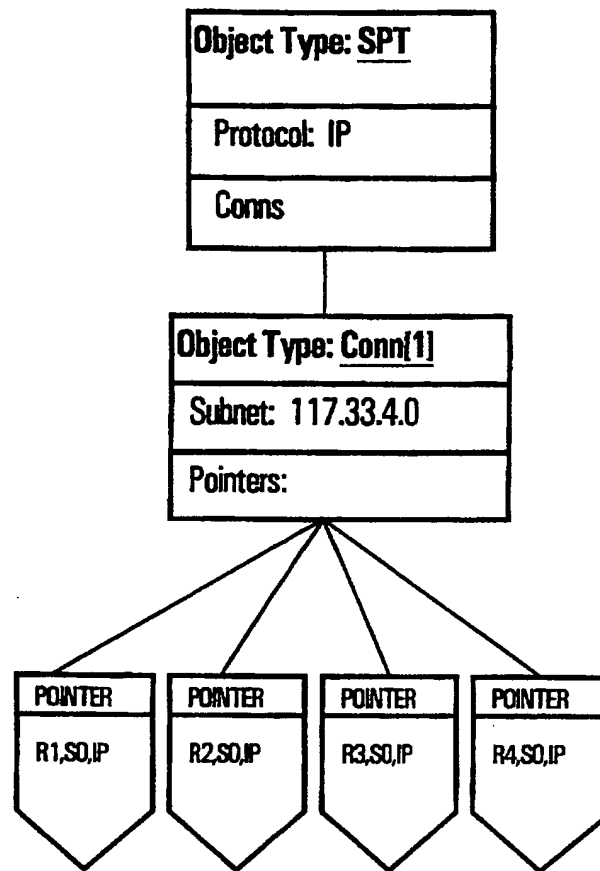 Object Type: SPT
Protocol: IP
Conns
Object Type: Conn[1]
Subnet: 117.33.4.0
Pointers:
POINTER
R1,S0,IP
POINTER
R2,S0,IP
POINTER
R3,S0,IP
POINTER
R4,S0,IP